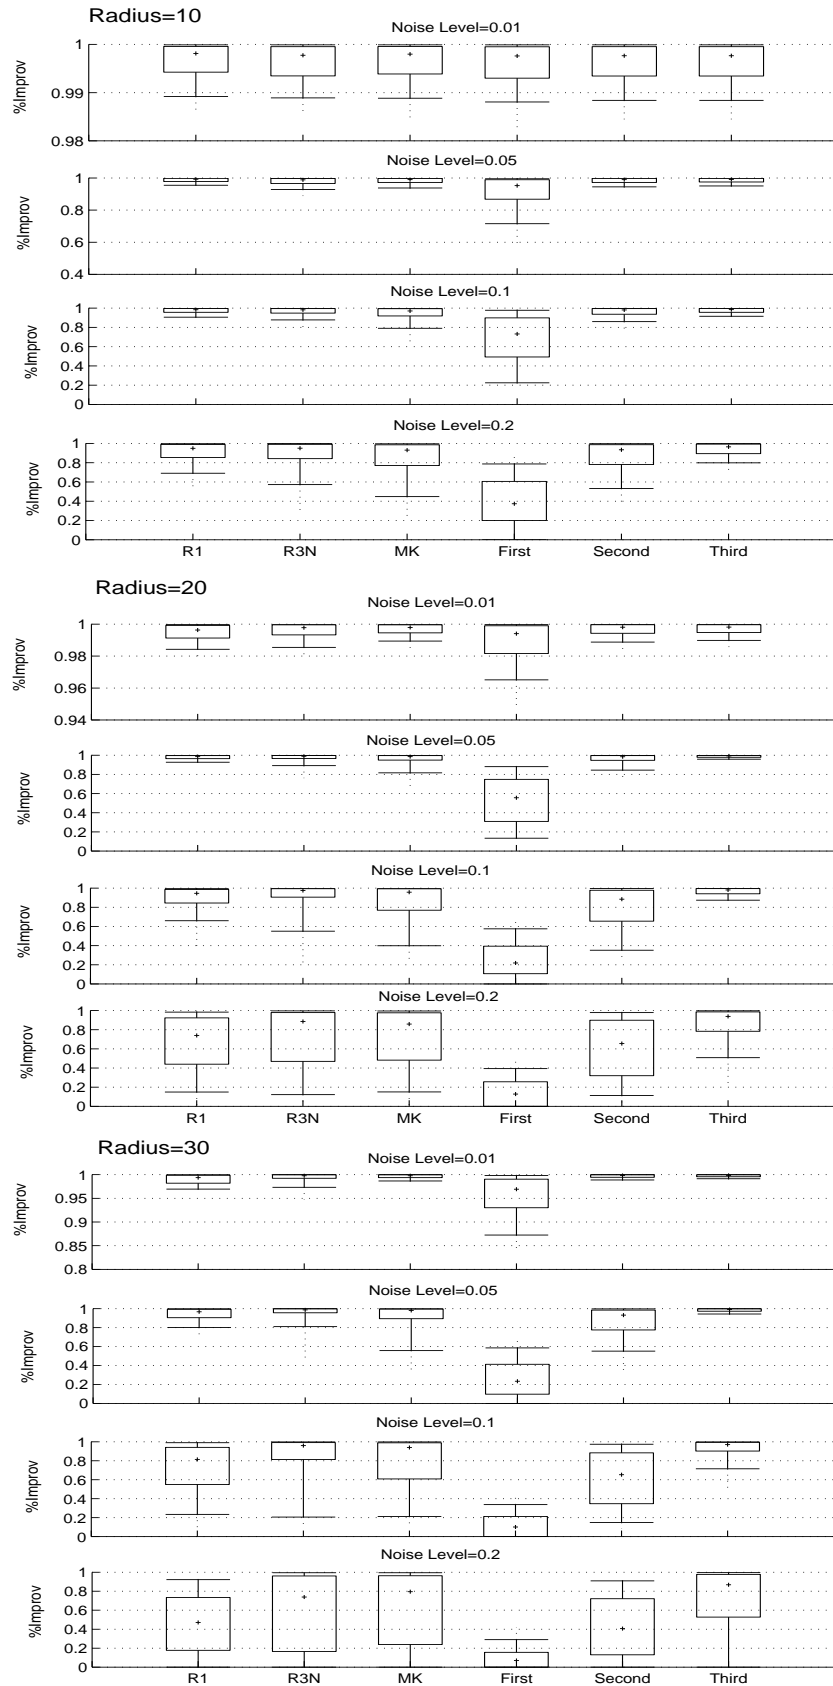 Radius=10
Noise Level=0.01
%Improv
1
0.99
0.98
Noise Level=0.05
%Improv
1
0.8
0.6
0.4
Noise Level=0.1
%Improv
1
0.8
0.6
0.4
0.2
0
Noise Level=0.2
%Improv
1
0.8
0.6
0.4
0.2
0
R1 R3N MK First Second Third
Radius=20
Noise Level=0.01
%Improv
1
0.98
0.96
0.94
Noise Level=0.05
%Improv
1
0.8
0.6
0.4
0.2
0
Noise Level=0.1
%Improv
1
0.8
0.6
0.4
0.2
0
Noise Level=0.2
%Improv
1
0.8
0.6
0.4
0.2
0
R1 R3N MK First Second Third
Radius=30
Noise Level=0.01
%Improv
1
0.95
0.9
0.85
0.8
Noise Level=0.05
%Improv
1
0.8
0.6
0.4
0.2
0
Noise Level=0.1
%Improv
1
0.8
0.6
0.4
0.2
0
Noise Level=0.2
%Improv
1
0.8
0.6
0.4
0.2
0
R1 R3N MK First Second Third